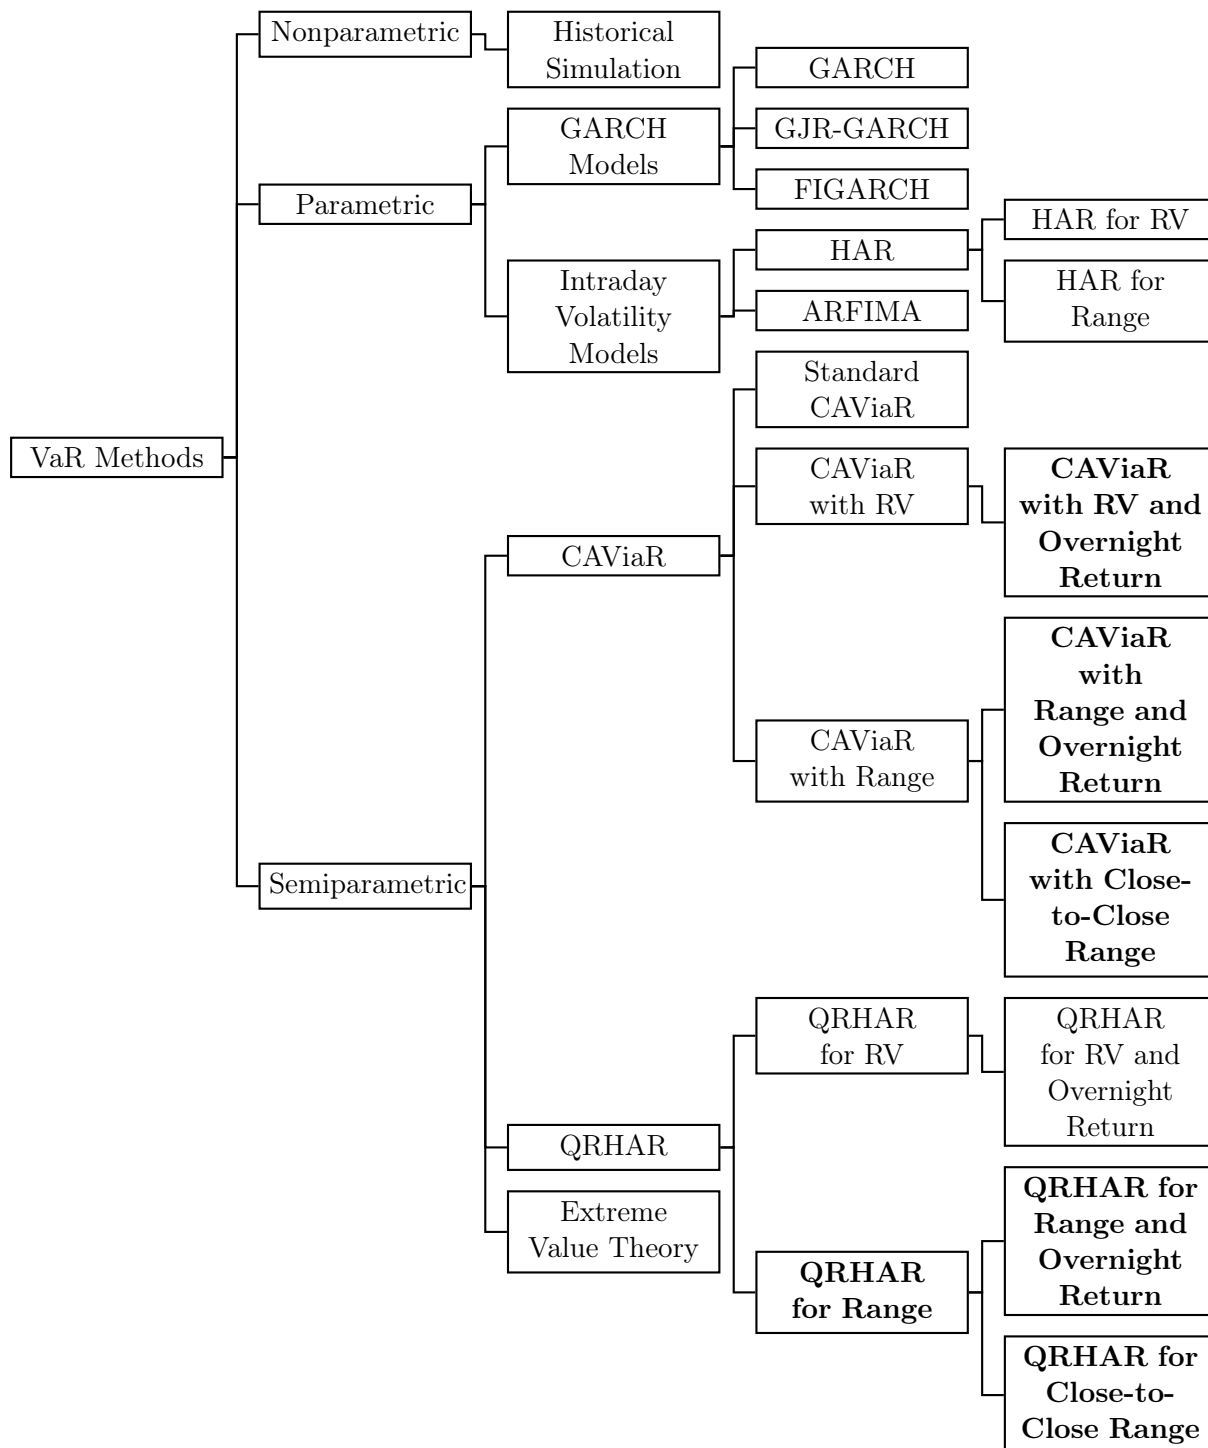 Nonparametric
Historical
Simulation
GARCH
GARCH
Models
GJR-GARCH
FIGARCH
Parametric
HAR
HAR for RV
Intraday
Volatility
Models
HAR for
Range
ARFIMA
VaR Methods
Standard
CAViaR
CAViaR
with RV
CAViaR
with RV and
Overnight
Return
CAViaR
CAViaR
with
Range and
Overnight
Return
CAViaR
with Range
CAViaR
with Close-
to-Close
Range
Semiparametric
QRHAR
for RV
QRHAR
for RV and
Overnight
Return
QRHAR
Extreme
Value Theory
QRHAR
for Range
QRHAR for
Range and
Overnight
Return
QRHAR for
Close-to-
Close Range